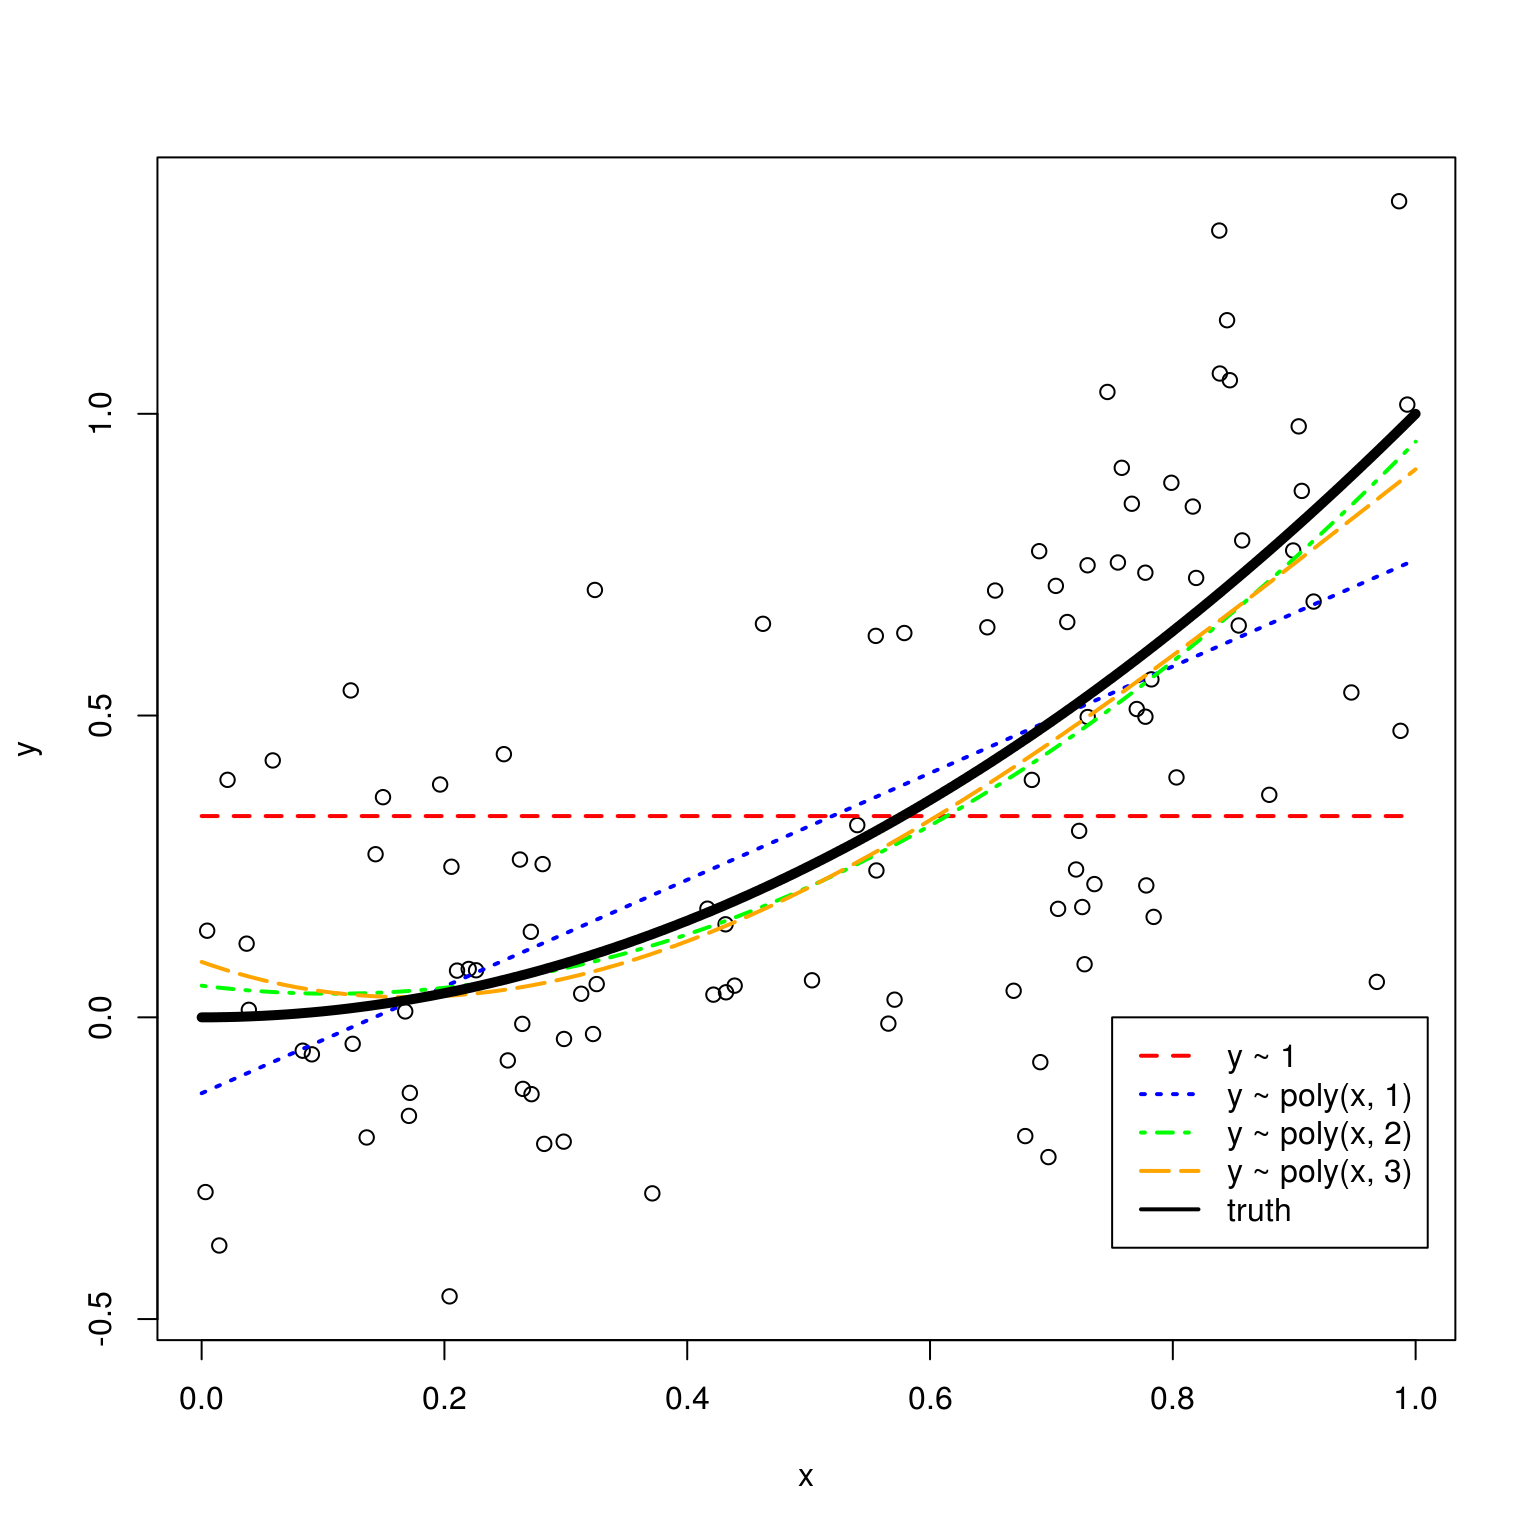 1.0
0.5
0.0
-0.5
y
0.0 0.2 0.4 0.6 0.8 1.0
x
y ~ 1
y ~ poly(x, 1)
y ~ poly(x, 2)
y ~ poly(x, 3)
truth